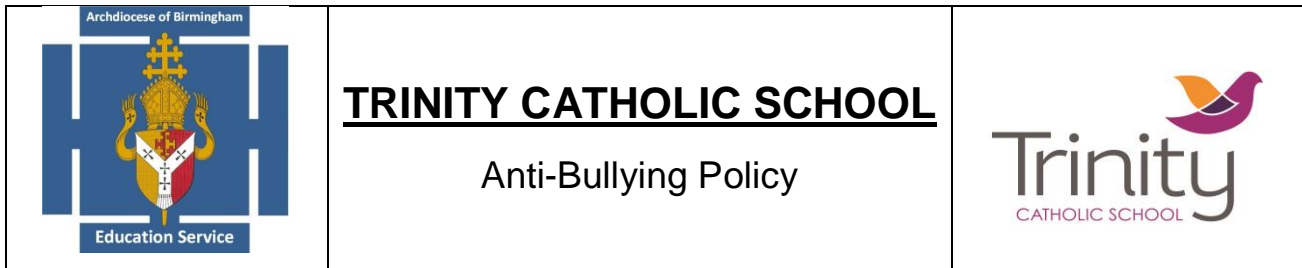 Archdiocese of Birmingham
Education Service
TRINITY CATHOLIC SCHOOL
Anti-Bullying Policy
Trinity
CATHOLIC SCHOOL